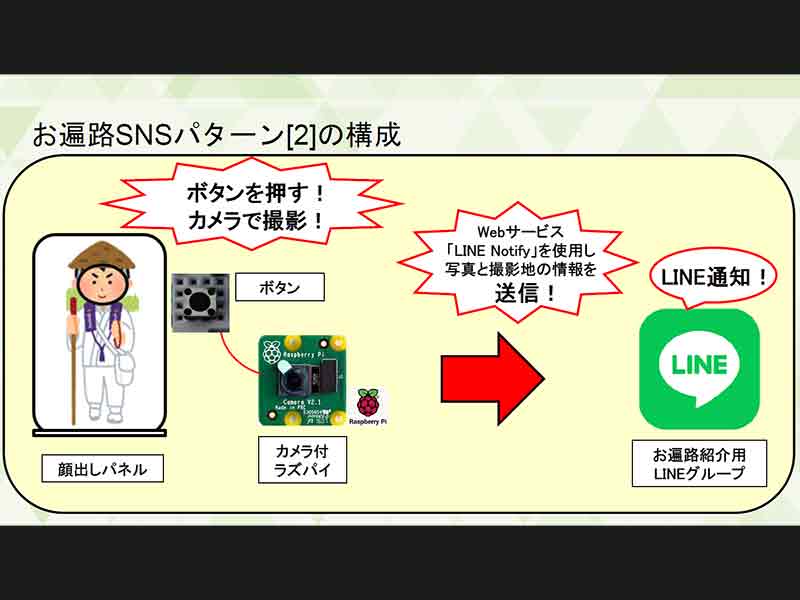 お遍路SNSパターン[2]の構成
ボタンを押す！
カメラで撮影！
Webサービス
「LINE Notify」を使用し
写真と撮影地の情報を
送信！
LINE通知！
ボタン
Raspberry Pi
Camera V2.1
Made in PRC
Raspberry Pi
LINE
顔出しパネル
カメラ付
ラズパイ
お遍路紹介用
LINEグループ